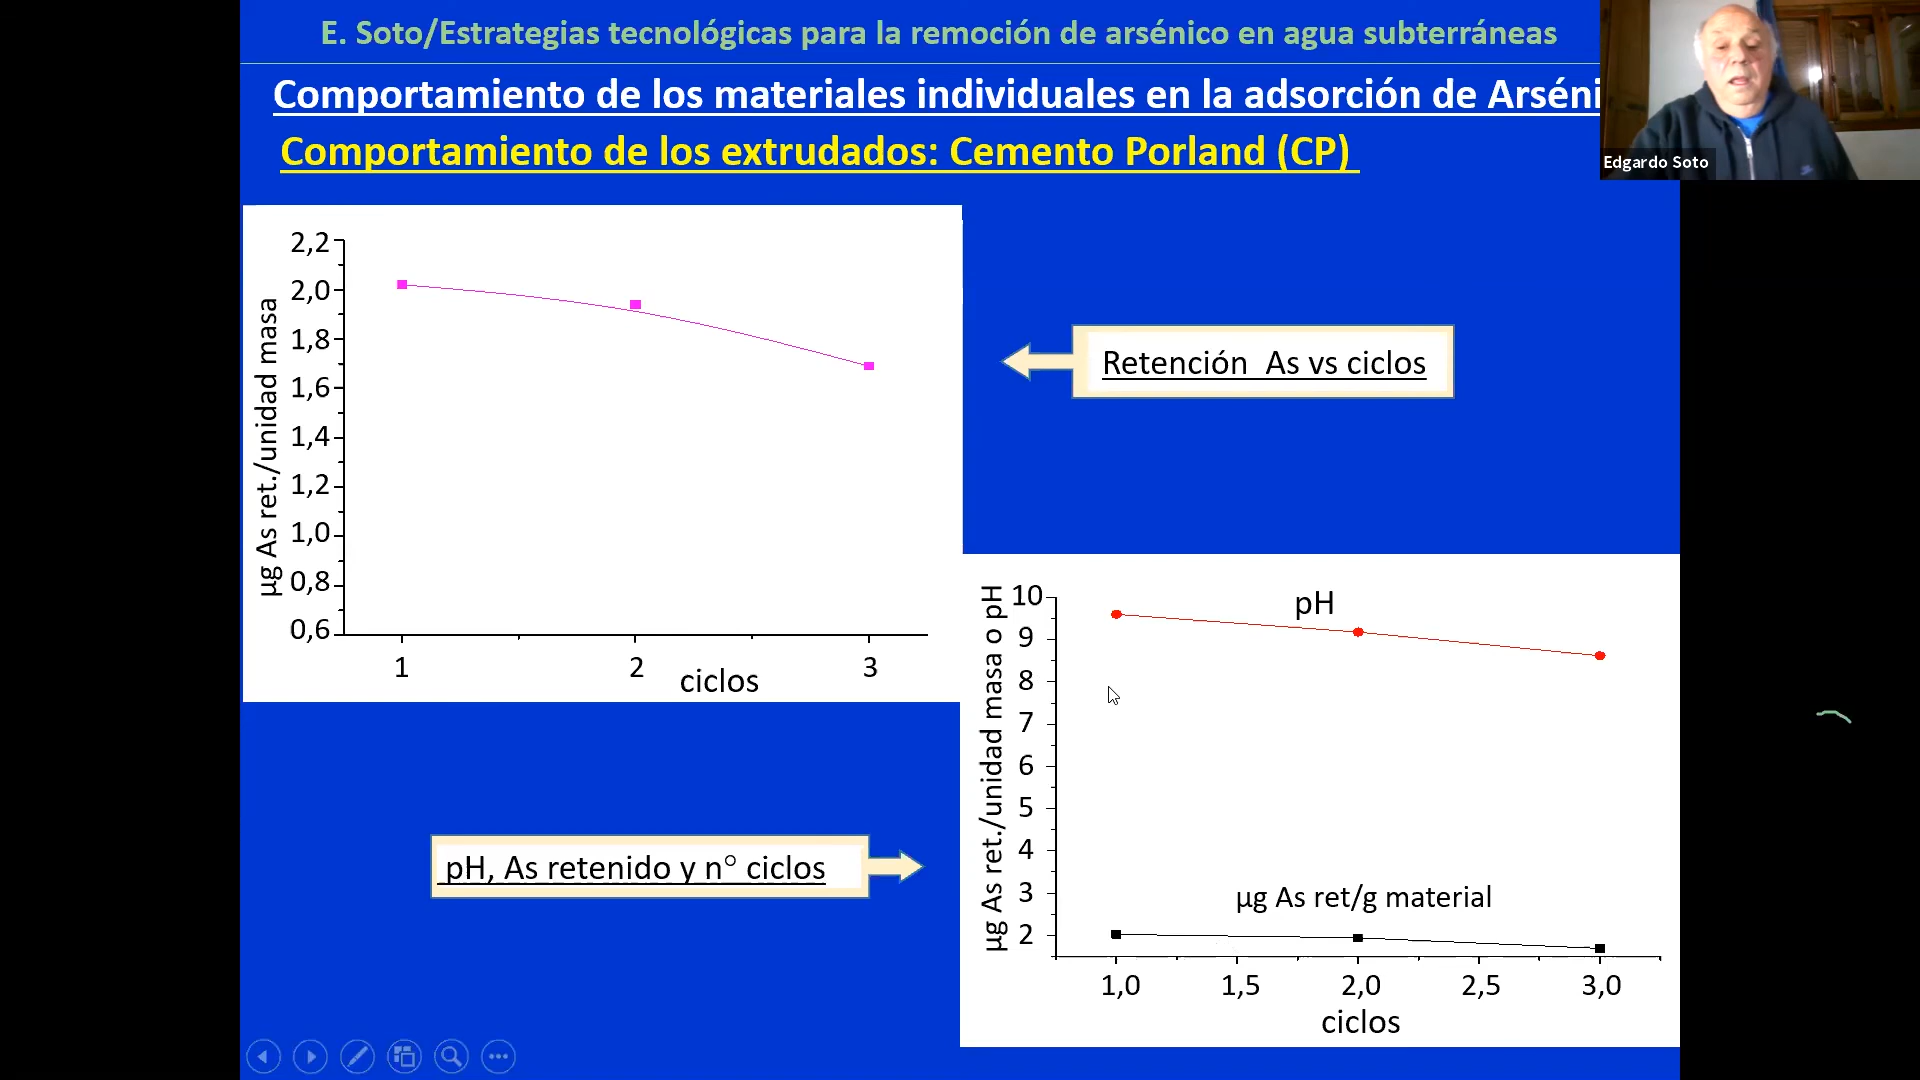 E. Soto/Estrategias tecnológicas para la remoción de arsénico en agua subterráneas
Comportamiento de los materiales individuales en la adsorción de Arséni
Comportamiento de los extrudados: Cemento Porland (CP)
Edgardo Soto
µg As ret./unidad masa
2,2
2,0
1,8
1,6
1,4
1,2
1,0
0,8
0,6
1 2 3
ciclos
Retención As vs ciclos
pH, As retenido y n° ciclos
µg As ret./unidad masa o pH
10
9
8
7
6
5
4
3
2
pH
µg As ret/g material
1,0 1,5 2,0 2,5 3,0
ciclos